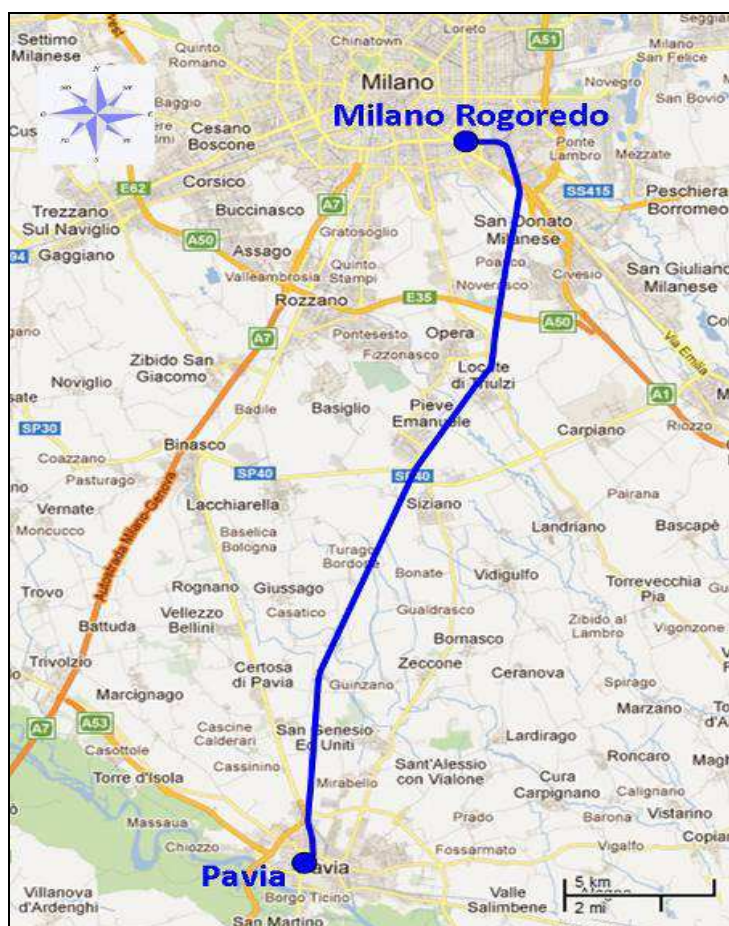 Settimo
Milanese
Quinto
Romano
Chinatown
Loreto
A51
Milano
San Felice
Segrate
Milano
Novegro
San Bovio
Baggio
Milano Rogoredo
Cesano
Boscone
Ponte
Lambro
Mezzate
E62
Corsico
SS415
Peschiera
Borromeo
Trezzano
Sul Naviglio
Buccinasco
A7
Gaggiano
A50
Assago
Gratosoglio
San Donato
Milanese
Poasco
Valleambrosia
Quinto
Stampi
Noverasco
Civesio
San Giuliano
Milanese
Rozzano
E35
A50
A7
Pontesesto
Opera
Fizzonasco
Via Emilia
Zibido San
Giacomo
Locate
di Triulzi
Noviglio
Badile
Basiglio
Pieve
Emanuele
A1
SP30
Carpiano
Riozzo
Binasco
Coazzano
Pasturago
SP40
SP40
Lacchiarella
Siziano
Pairana
Vernate
Moncucco
Autostrada Milano-Genova
Baselica
Bologna
Landriano
Bascapè
Turago
Bordone
Trovo
Rognano
Giussago
Bonate
Vidigulfo
Torrevecchia
Pia
Vellezzo
Bellini
Casatico
Gualdrasco
Zibido al
Lambro
Vigonzone
Battuda
Bornasco
Trivolzio
Certosa
di Pavia
Zeccone
Ceranova
Marcignago
Guinzano
Spirago
Marzano
A7
A53
Cascine
Calderari
San Genesio
Ed Uniti
Lardirago
Casottole
Cassinino
Sant'Alessio
con Vialone
Roncaro
Torre d'Isola
Mirabello
Cura
Carpignano
Calignano
Massaua
Prado
Barona
Vistarino
Chiozzo
Fossarmato
Vigalfo
Pavia
Villanova
d'Ardenghi
Borgo Ticino
Valle
Salimbene
San Martino
5 km
2 mi